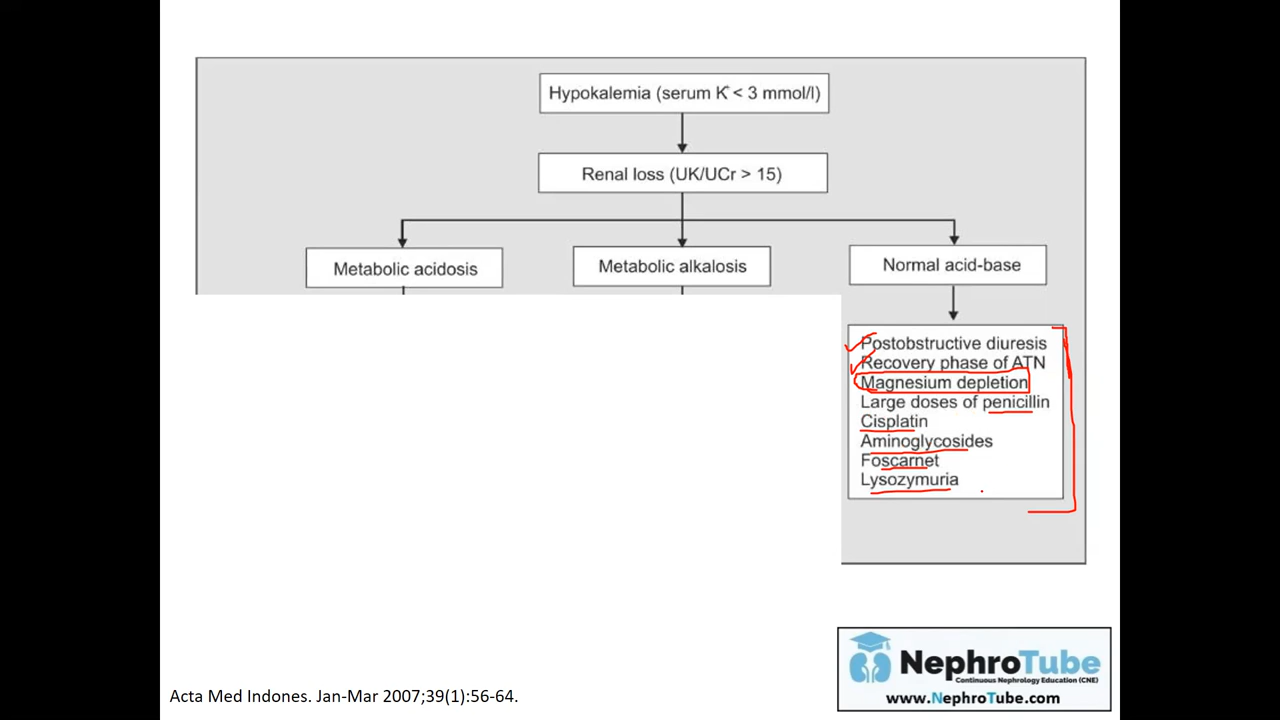 Hypokalemia (serum K⁺ < 3 mmol/l)
Renal loss (UK/UCr > 15)
Metabolic acidosis
Metabolic alkalosis
Normal acid-base
Postobstructive diuresis
Recovery phase of ATN
Magnesium depletion
Large doses of penicillin
Cisplatin
Aminoglycosides
Foscarnet
Lysozymuria
NephroTube
Continuous Nephrology Education (CNE)
www.NephroTube.com
Acta Med Indones. Jan-Mar 2007;39(1):56-64.